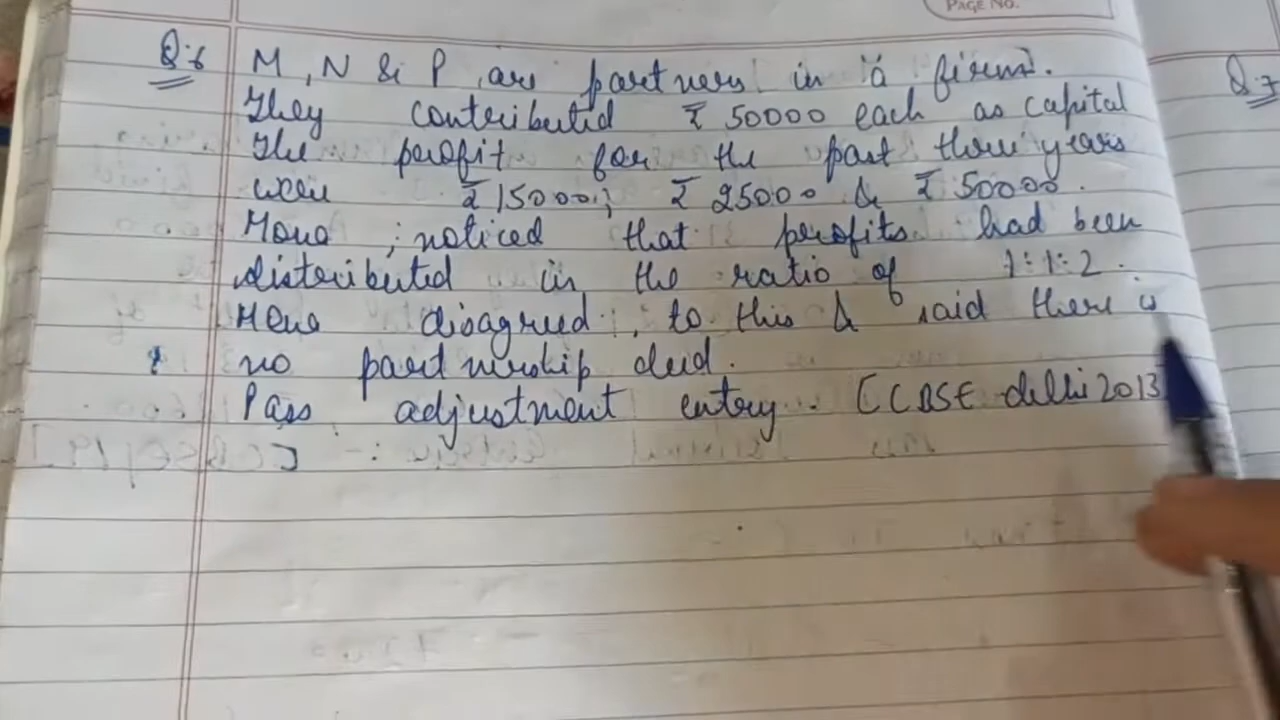 PAGE NO.
Q.6 M, N & P are partners in a firm.
Q.7
They contributed ₹ 50000 each as capital
The profit for the past three years
were ₹ 15000; ₹ 25000 & ₹ 50000.
Mona ; noticed that profits had been
distributed in the ratio of 1:1:2.
Mona disagreed, to this & said there is
no partnership deed.
Pass adjustment entry. [CBSE delhi 2013
]